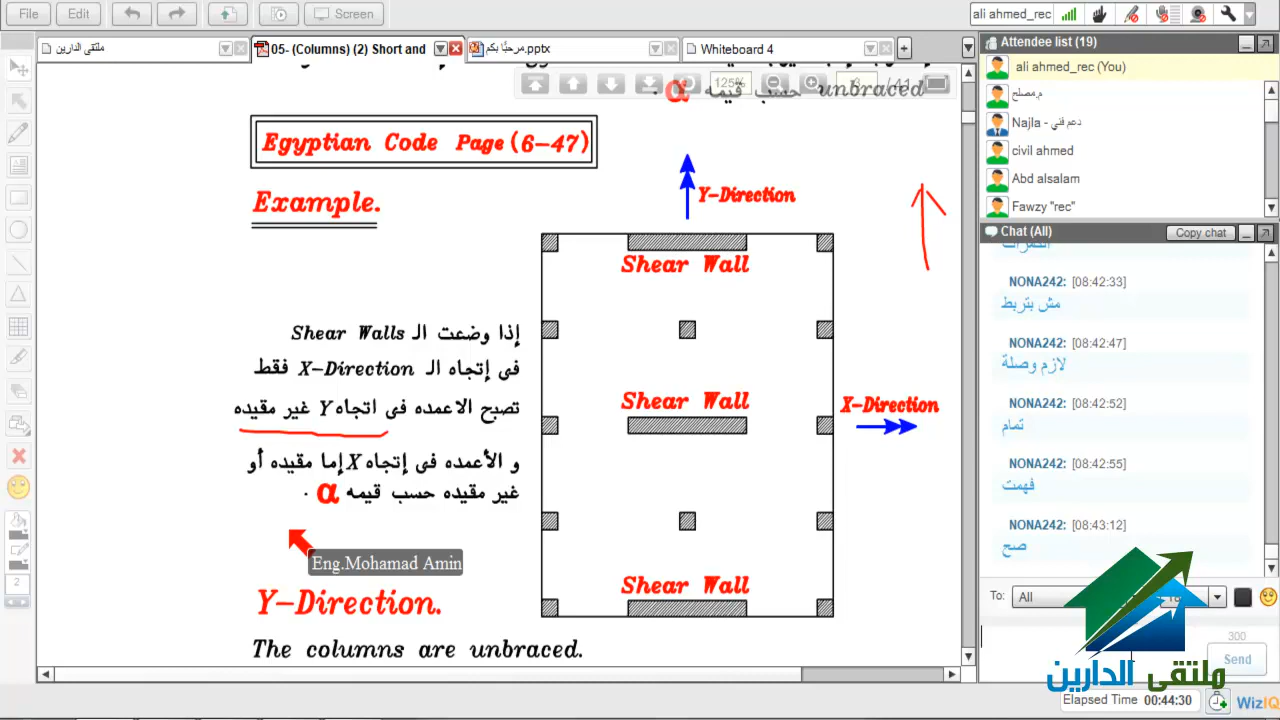 File
Edit
Screen
ali ahmed_rec
ملتقى الدارين
05- (Columns) (2) Short and
مرحبًا بكم.pptx
Whiteboard 4
Attendee list (19)
ali ahmed_rec (You)
م.مصلح
Najla - دعم فني
civil ahmed
Abd alsalam
Fawzy "rec"
125%
unbraced حسب قيمه α .
Egyptian Code Page (6-47)
Example.
Y-Direction
Shear Wall
إذا وضعت الـ Shear Walls
فى إتجاه الـ X-Direction فقط
تصبح الاعمده فى اتجاه Y غير مقيده
و الأعمده فى إتجاه X إما مقيده أو
غير مقيده حسب قيمه α .
Shear Wall
X-Direction
Eng.Mohamad Amin
Shear Wall
Y-Direction.
The columns are unbraced.
Chat (All)
Copy chat
NONA242: [08:42:33]
مش بتربط
NONA242: [08:42:47]
لازم وصلة
NONA242: [08:42:52]
تمام
NONA242: [08:42:55]
فهمت
NONA242: [08:43:12]
صح
To:
All
300
Send
ملتقى الدارين
Elapsed Time 00:44:30
WizIQ
2